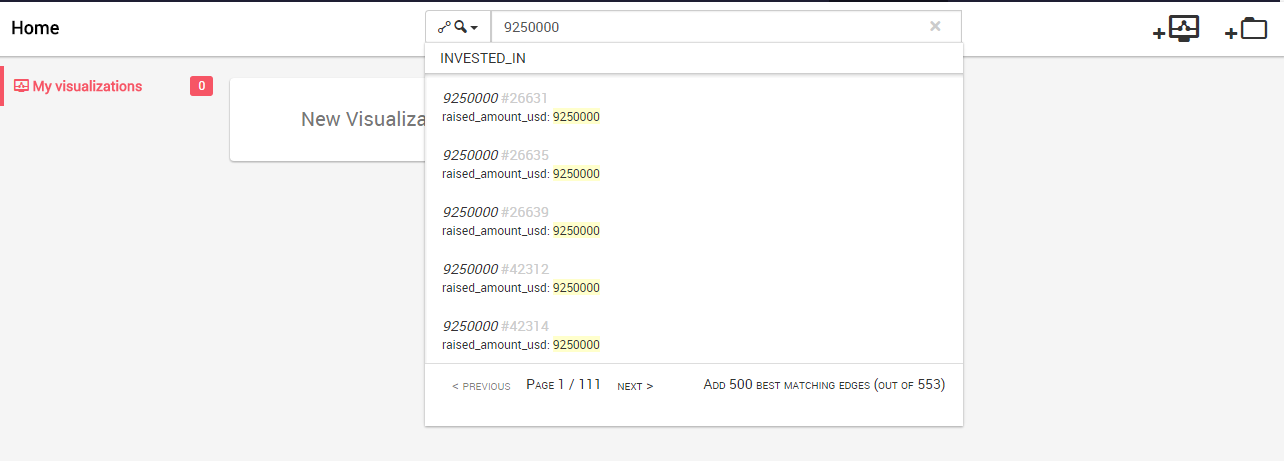 Home
9250000
INVESTED_IN
My visualizations 0
New Visualiza
9250000 #26631
raised_amount_usd: 9250000
9250000 #26635
raised_amount_usd: 9250000
9250000 #26639
raised_amount_usd: 9250000
9250000 #42312
raised_amount_usd: 9250000
9250000 #42314
raised_amount_usd: 9250000
< PREVIOUS PAGE 1 / 111 NEXT > ADD 500 BEST MATCHING EDGES (OUT OF 553)